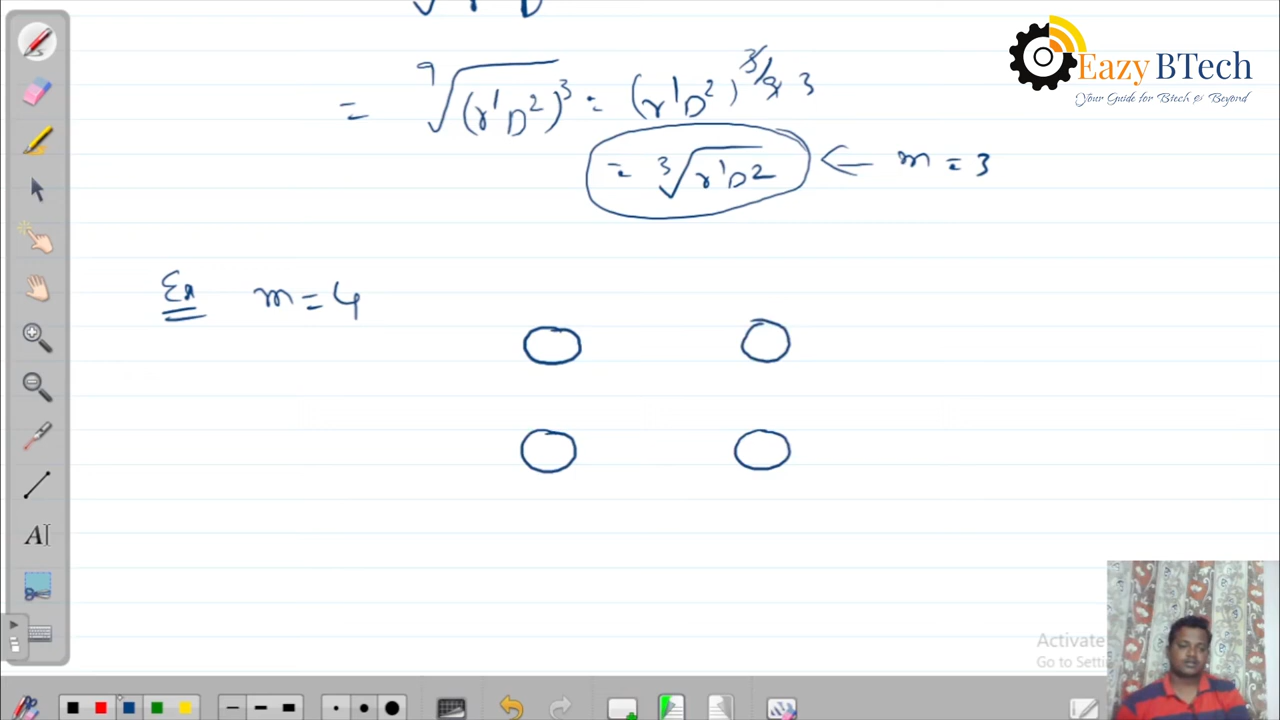 Eazy BTech
Your Guide for Btech & Beyond
= ⁹√(r'D²)³ = (r'D²)^3/9 3
= ³√r'D² ← m = 3
Ex m = 4
A
Activate
Go to Setti